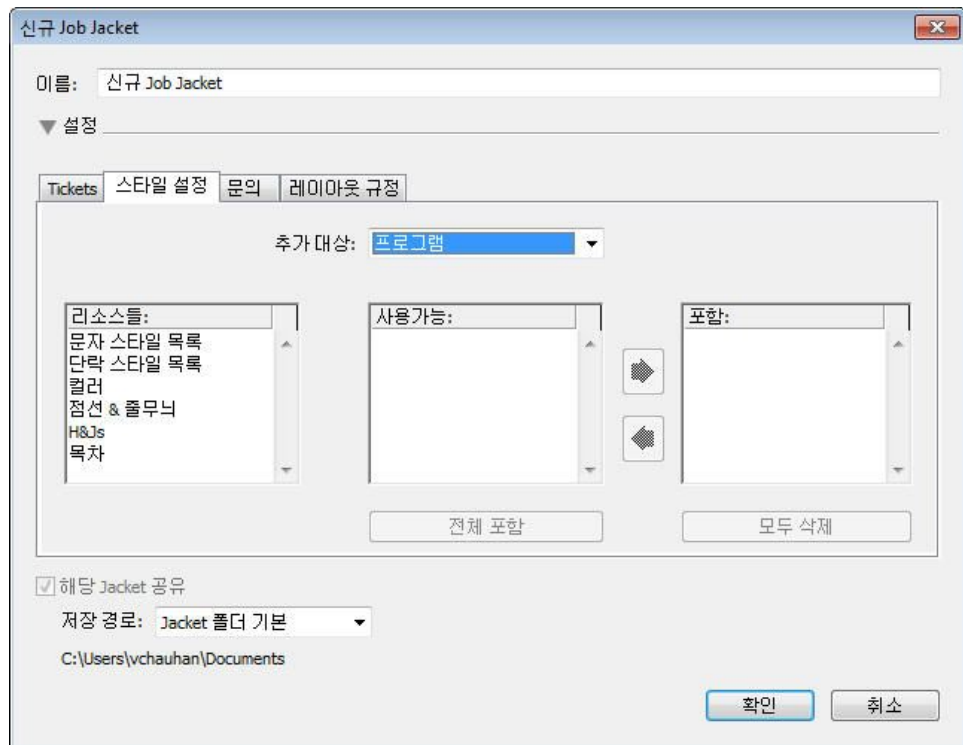 신규 Job Jacket
이름: 신규 Job Jacket
설정
Tickets 스타일 설정 문의 레이아웃 규정
추가 대상: 프로그램
리소스들: 사용가능: 포함:
문자 스타일 목록
단락 스타일 목록
컬러
점선 & 줄무늬
H&Js
목차
전체 포함 모두 삭제
해당 Jacket 공유
저장 경로: Jacket 폴더 기본
C:\Users\vchauhan\Documents
확인 취소